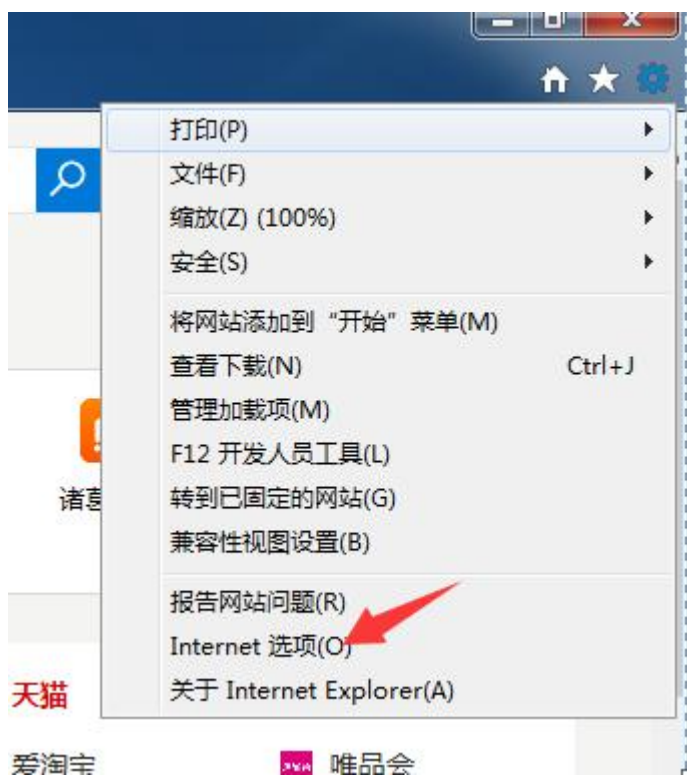 打印(P)
文件(F)
缩放(Z) (100%)
安全(S)
将网站添加到“开始”菜单(M)
查看下载(N) Ctrl+J
管理加载项(M)
F12 开发人员工具(L)
转到已固定的网站(G)
兼容性视图设置(B)
诸葛
报告网站问题(R)
Internet 选项(O)
关于 Internet Explorer(A)
天猫
爱淘宝 唯品会